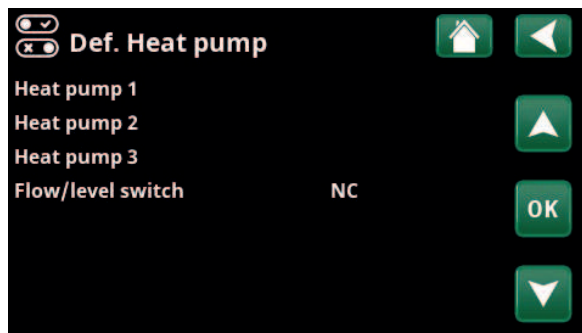 Def. Heat pump
Heat pump 1
Heat pump 2
Heat pump 3
Flow/level switch NC
OK